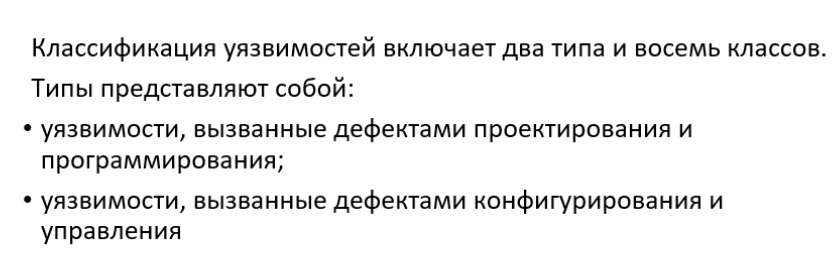 Классификация уязвимостей включает два типа и восемь классов.
Типы представляют собой:
• уязвимости, вызванные дефектами проектирования и
программирования;
• уязвимости, вызванные дефектами конфигурирования и
управления